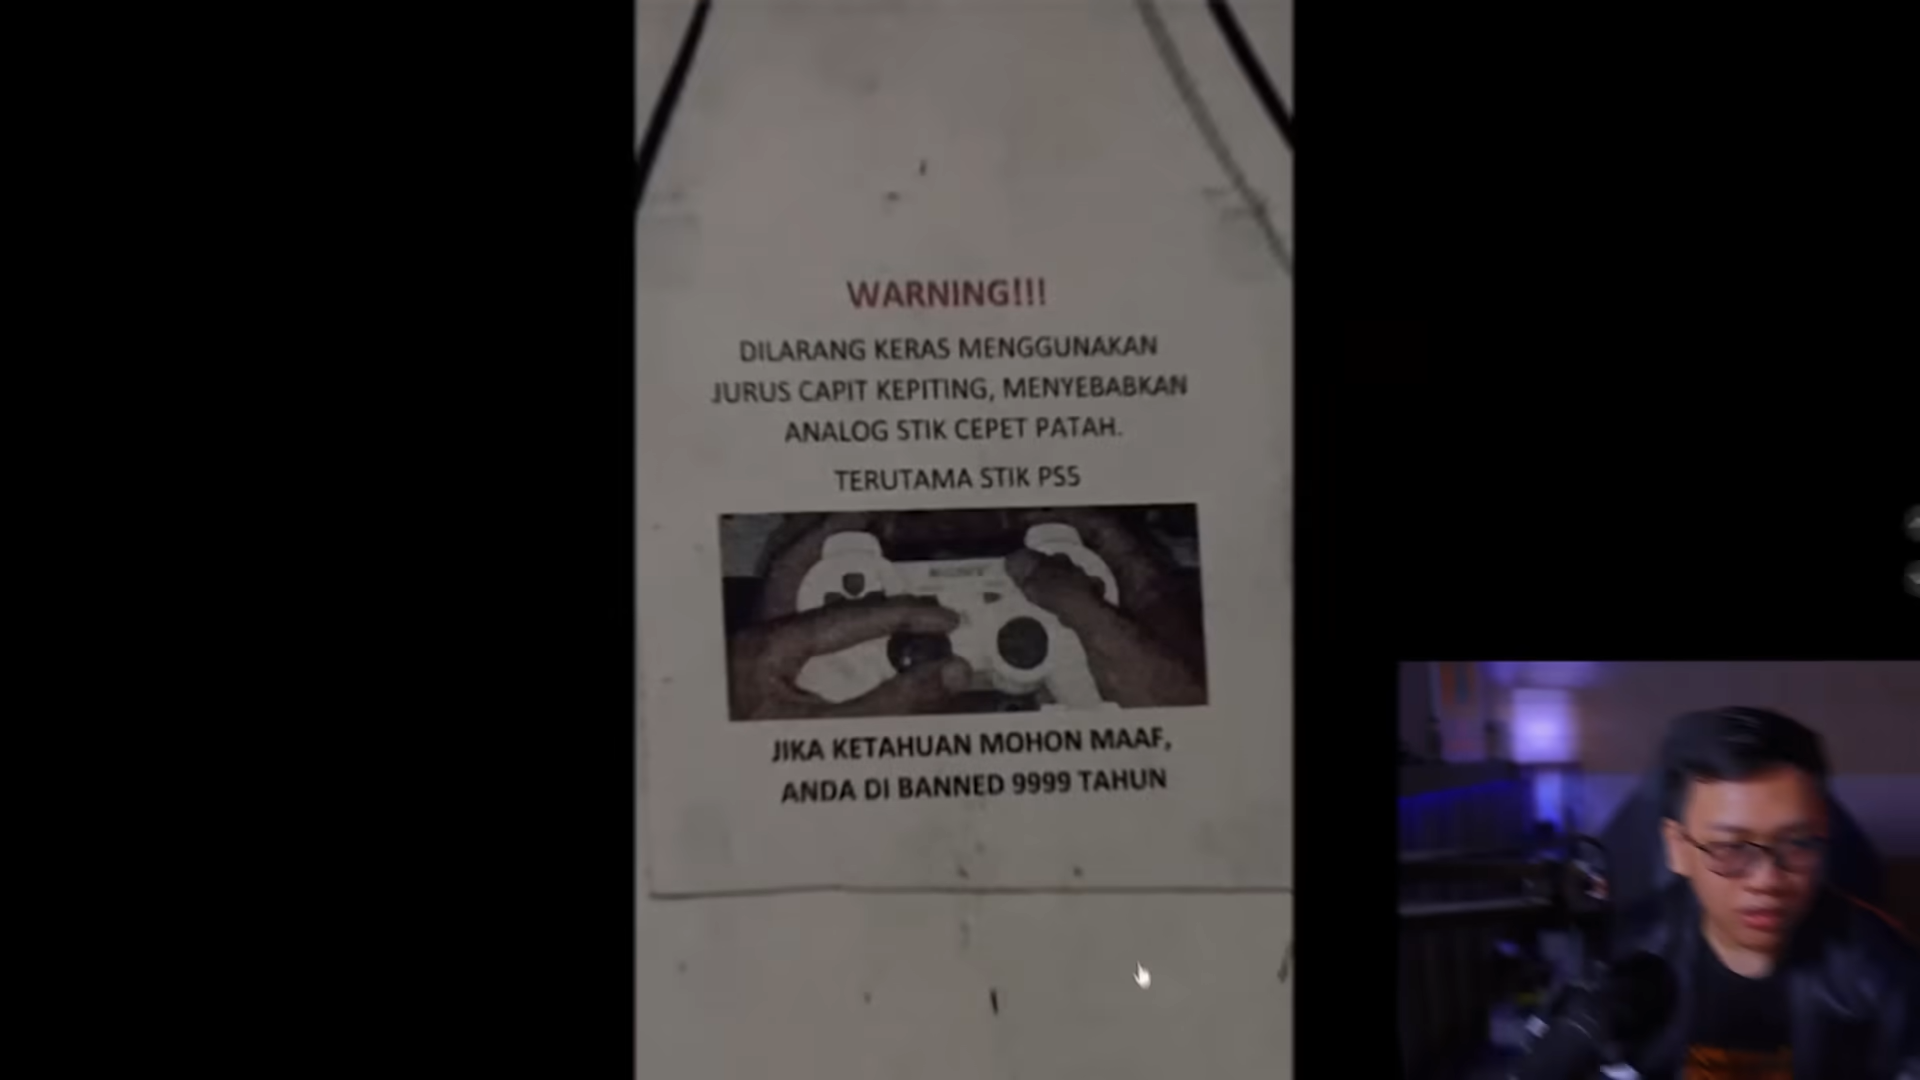 WARNING!!!
DILARANG KERAS MENGGUNAKAN
JURUS CAPIT KEPITING, MENYEBABKAN
ANALOG STIK CEPET PATAH.
TERUTAMA STIK PS5
JIKA KETAHUAN MOHON MAAF,
ANDA DI BANNED 9999 TAHUN